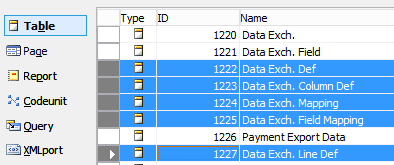 Table
Page
Report
Codeunit
Query
XMLport
Type ID Name
1220 Data Exch.
1221 Data Exch. Field
1222 Data Exch. Def
1223 Data Exch. Column Def
1224 Data Exch. Mapping
1225 Data Exch. Field Mapping
1226 Payment Export Data
1227 Data Exch. Line Def